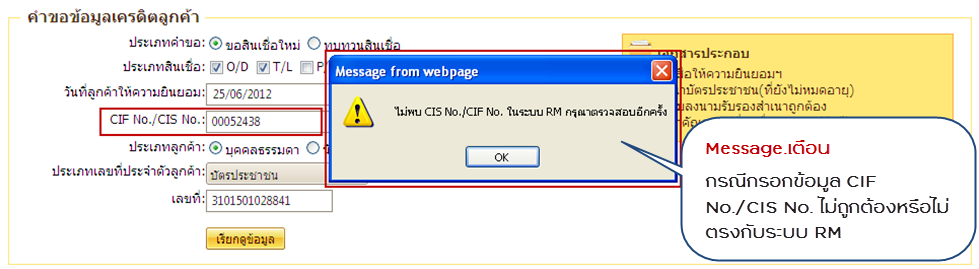 คำขอข้อมูลเครดิตลูกค้า
ประเภทคำขอ: ขอสินเชื่อใหม่ ทบทวนสินเชื่อ
ประเภทสินเชื่อ: O/D T/L
วันที่ลูกค้าให้ความยินยอม: 25/06/2012
CIF No./CIS No.: 00052438
ประเภทลูกค้า: บุคคลธรรมดา
ประเภทเลขที่ประจำตัวลูกค้า: บัตรประชาชน
เลขที่: 3101501028841
เรียกดูข้อมูล
Message from webpage
ไม่พบ CIS No./CIF No. ในระบบ RM กรุณาตรวจสอบอีกครั้ง
OK
สารประกอบ
ให้ความยินยอมฯ
บัตรประชาชน(ที่ยังไม่หมดอายุ)
ลงนามรับรองสำเนาถูกต้อง
Message เตือน
กรณีกรอกข้อมูล CIF
No./CIS No. ไม่ถูกต้องหรือไม่
ตรงกับระบบ RM